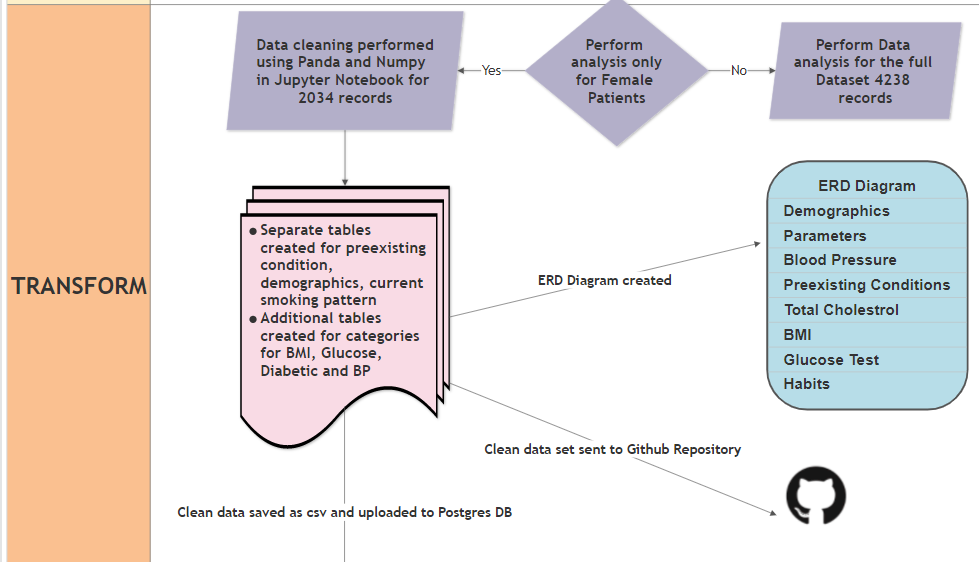 TRANSFORM
Data cleaning performed
using Panda and Numpy
in Jupyter Notebook for
2034 records
Yes
Perform
analysis only
for Female
Patients
No
Perform Data
analysis for the full
Dataset 4238
records
● Separate tables
created for preexisting
condition,
demographics, current
smoking pattern
● Additional tables
created for categories
for BMI, Glucose,
Diabetic and BP
ERD Diagram created
ERD Diagram
Demographics
Parameters
Blood Pressure
Preexisting Conditions
Total Cholestrol
BMI
Glucose Test
Habits
Clean data set sent to Github Repository
Clean data saved as csv and uploaded to Postgres DB